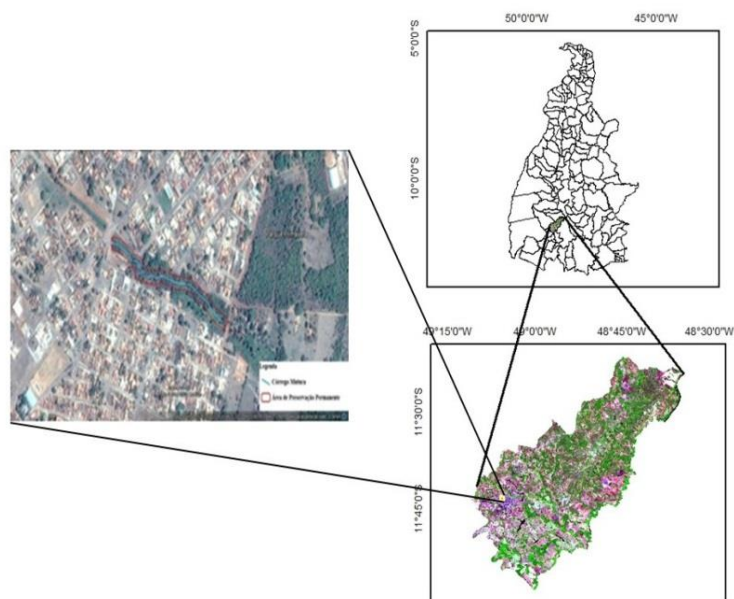 50°0'0"W 45°0'0"W
5°0'0"S
10°0'0"S
49°15'0"W 49°0'0"W 48°45'0"W 48°30'0"W
11°30'0"S
11°45'0"S
Legenda
Córrego Mutuca
Área de Preservação Permanente